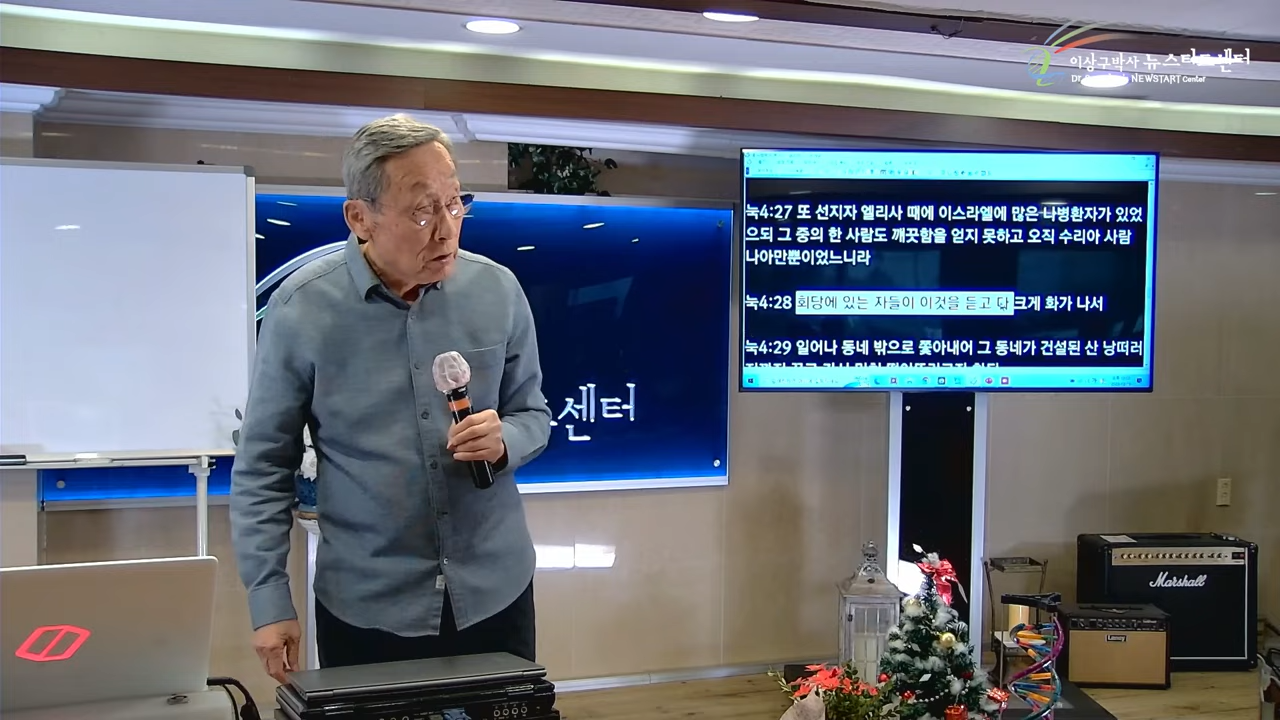 이상구박사 뉴스타트센터
NEWSTART Center
눅4:27 또 선지자 엘리사 때에 이스라엘에 많은 나병환자가 있었
으되 그 중의 한 사람도 깨끗함을 얻지 못하고 오직 수리아 사람
나아만뿐이었느니라
눅4:28 회당에 있는 자들이 이것을 듣고 다 크게 화가 나서
눅4:29 일어나 동네 밖으로 쫓아내어 그 동네가 건설된 산 낭떠러
센터
Marshall
Laney